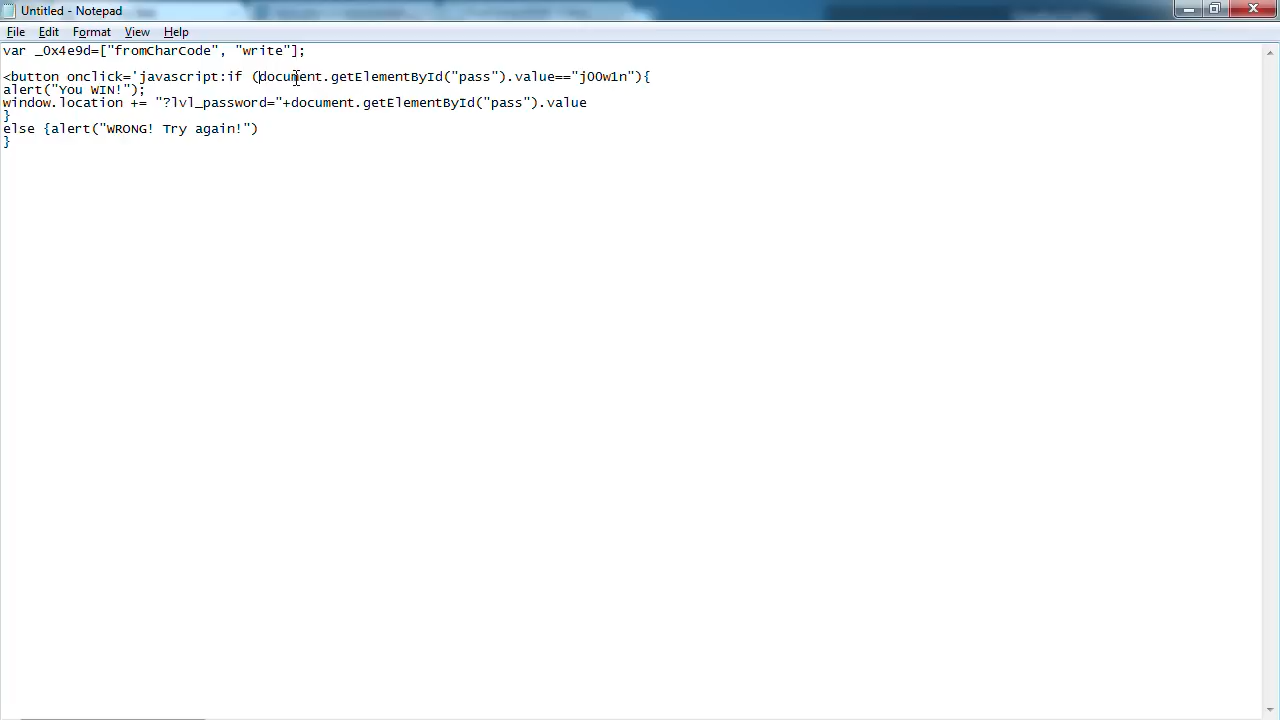 Untitled - Notepad
File Edit Format View Help
var _0x4e9d=["fromCharCode", "write"];
<button onclick='javascript:if (document.getElementById("pass").value=="jO0w1n"){
alert("You WIN!");
window.location += "?lvl_password="+document.getElementById("pass").value
}
else {alert("WRONG! Try again!")
}